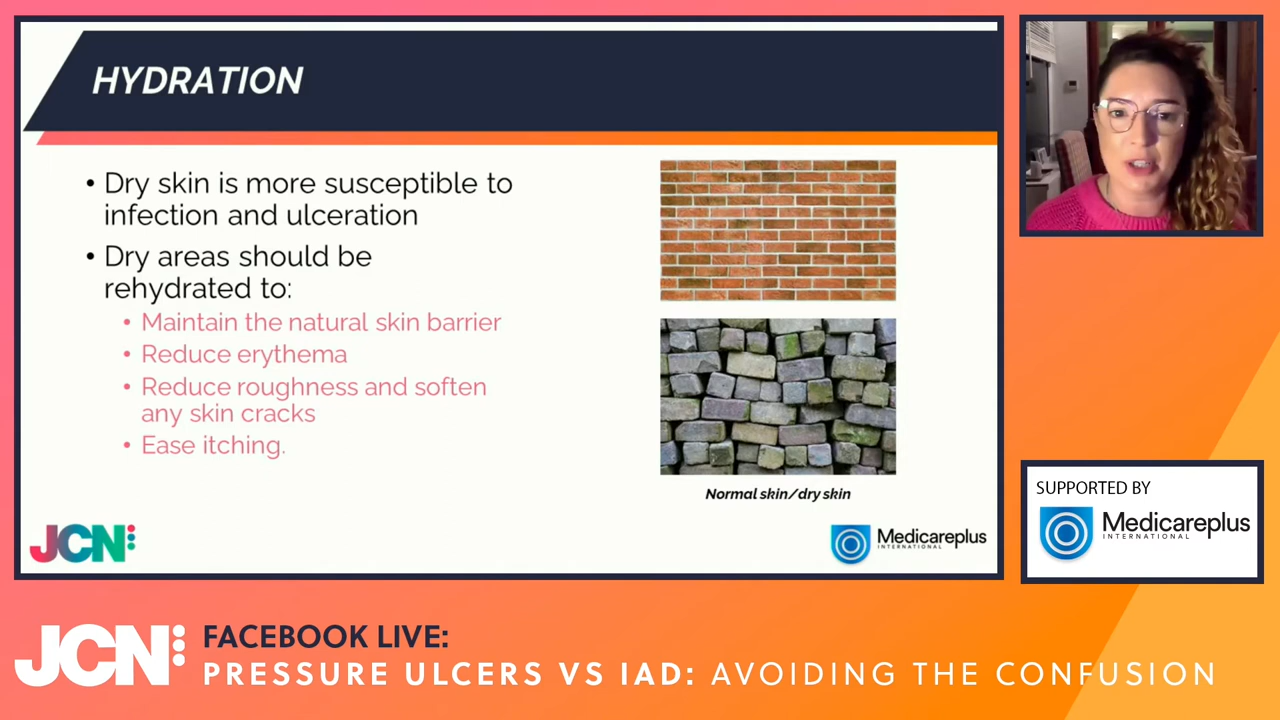 HYDRATION
• Dry skin is more susceptible to
infection and ulceration
• Dry areas should be
rehydrated to:
• Maintain the natural skin barrier
• Reduce erythema
• Reduce roughness and soften
any skin cracks
• Ease itching.
Normal skin/dry skin
JCN
Medicareplus
INTERNATIONAL
SUPPORTED BY
Medicareplus
INTERNATIONAL
JCN
FACEBOOK LIVE:
PRESSURE ULCERS VS IAD: AVOIDING THE CONFUSION